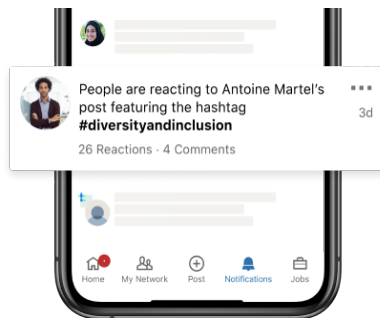 People are reacting to Antoine Martel's
post featuring the hashtag
#diversityandinclusion
3d
26 Reactions · 4 Comments
Home
My Network
Post
Notifications
Jobs